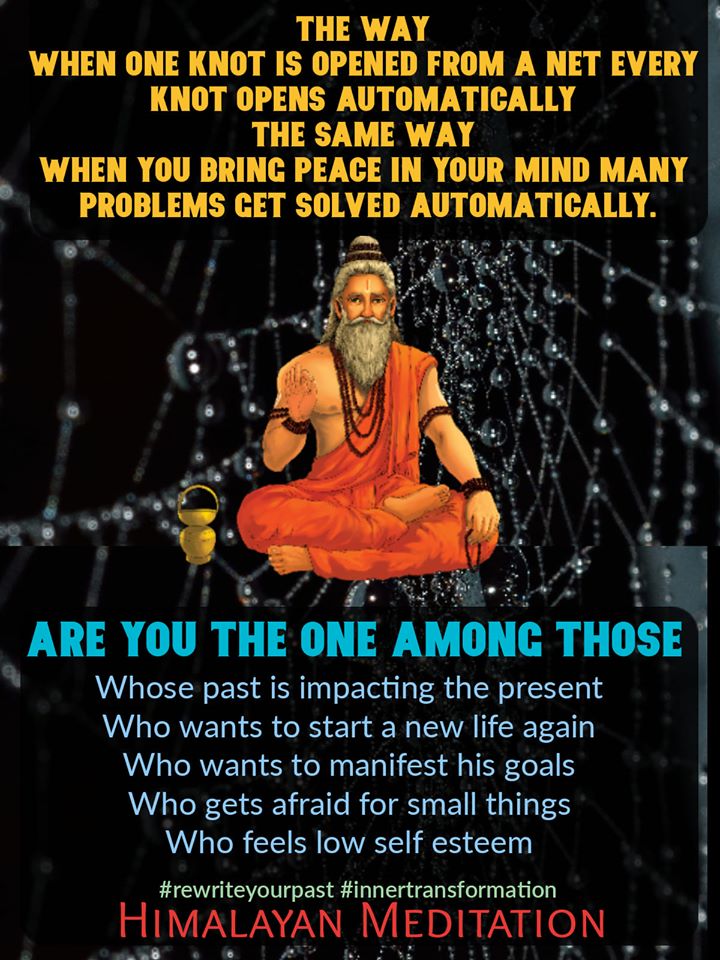 THE WAY
WHEN ONE KNOT IS OPENED FROM A NET EVERY
KNOT OPENS AUTOMATICALLY
THE SAME WAY
WHEN YOU BRING PEACE IN YOUR MIND MANY
PROBLEMS GET SOLVED AUTOMATICALLY.
ARE YOU THE ONE AMONG THOSE
Whose past is impacting the present
Who wants to start a new life again
Who wants to manifest his goals
Who gets afraid for small things
Who feels low self esteem
#rewriteyourpast #innertransformation
HIMALAYAN MEDITATION